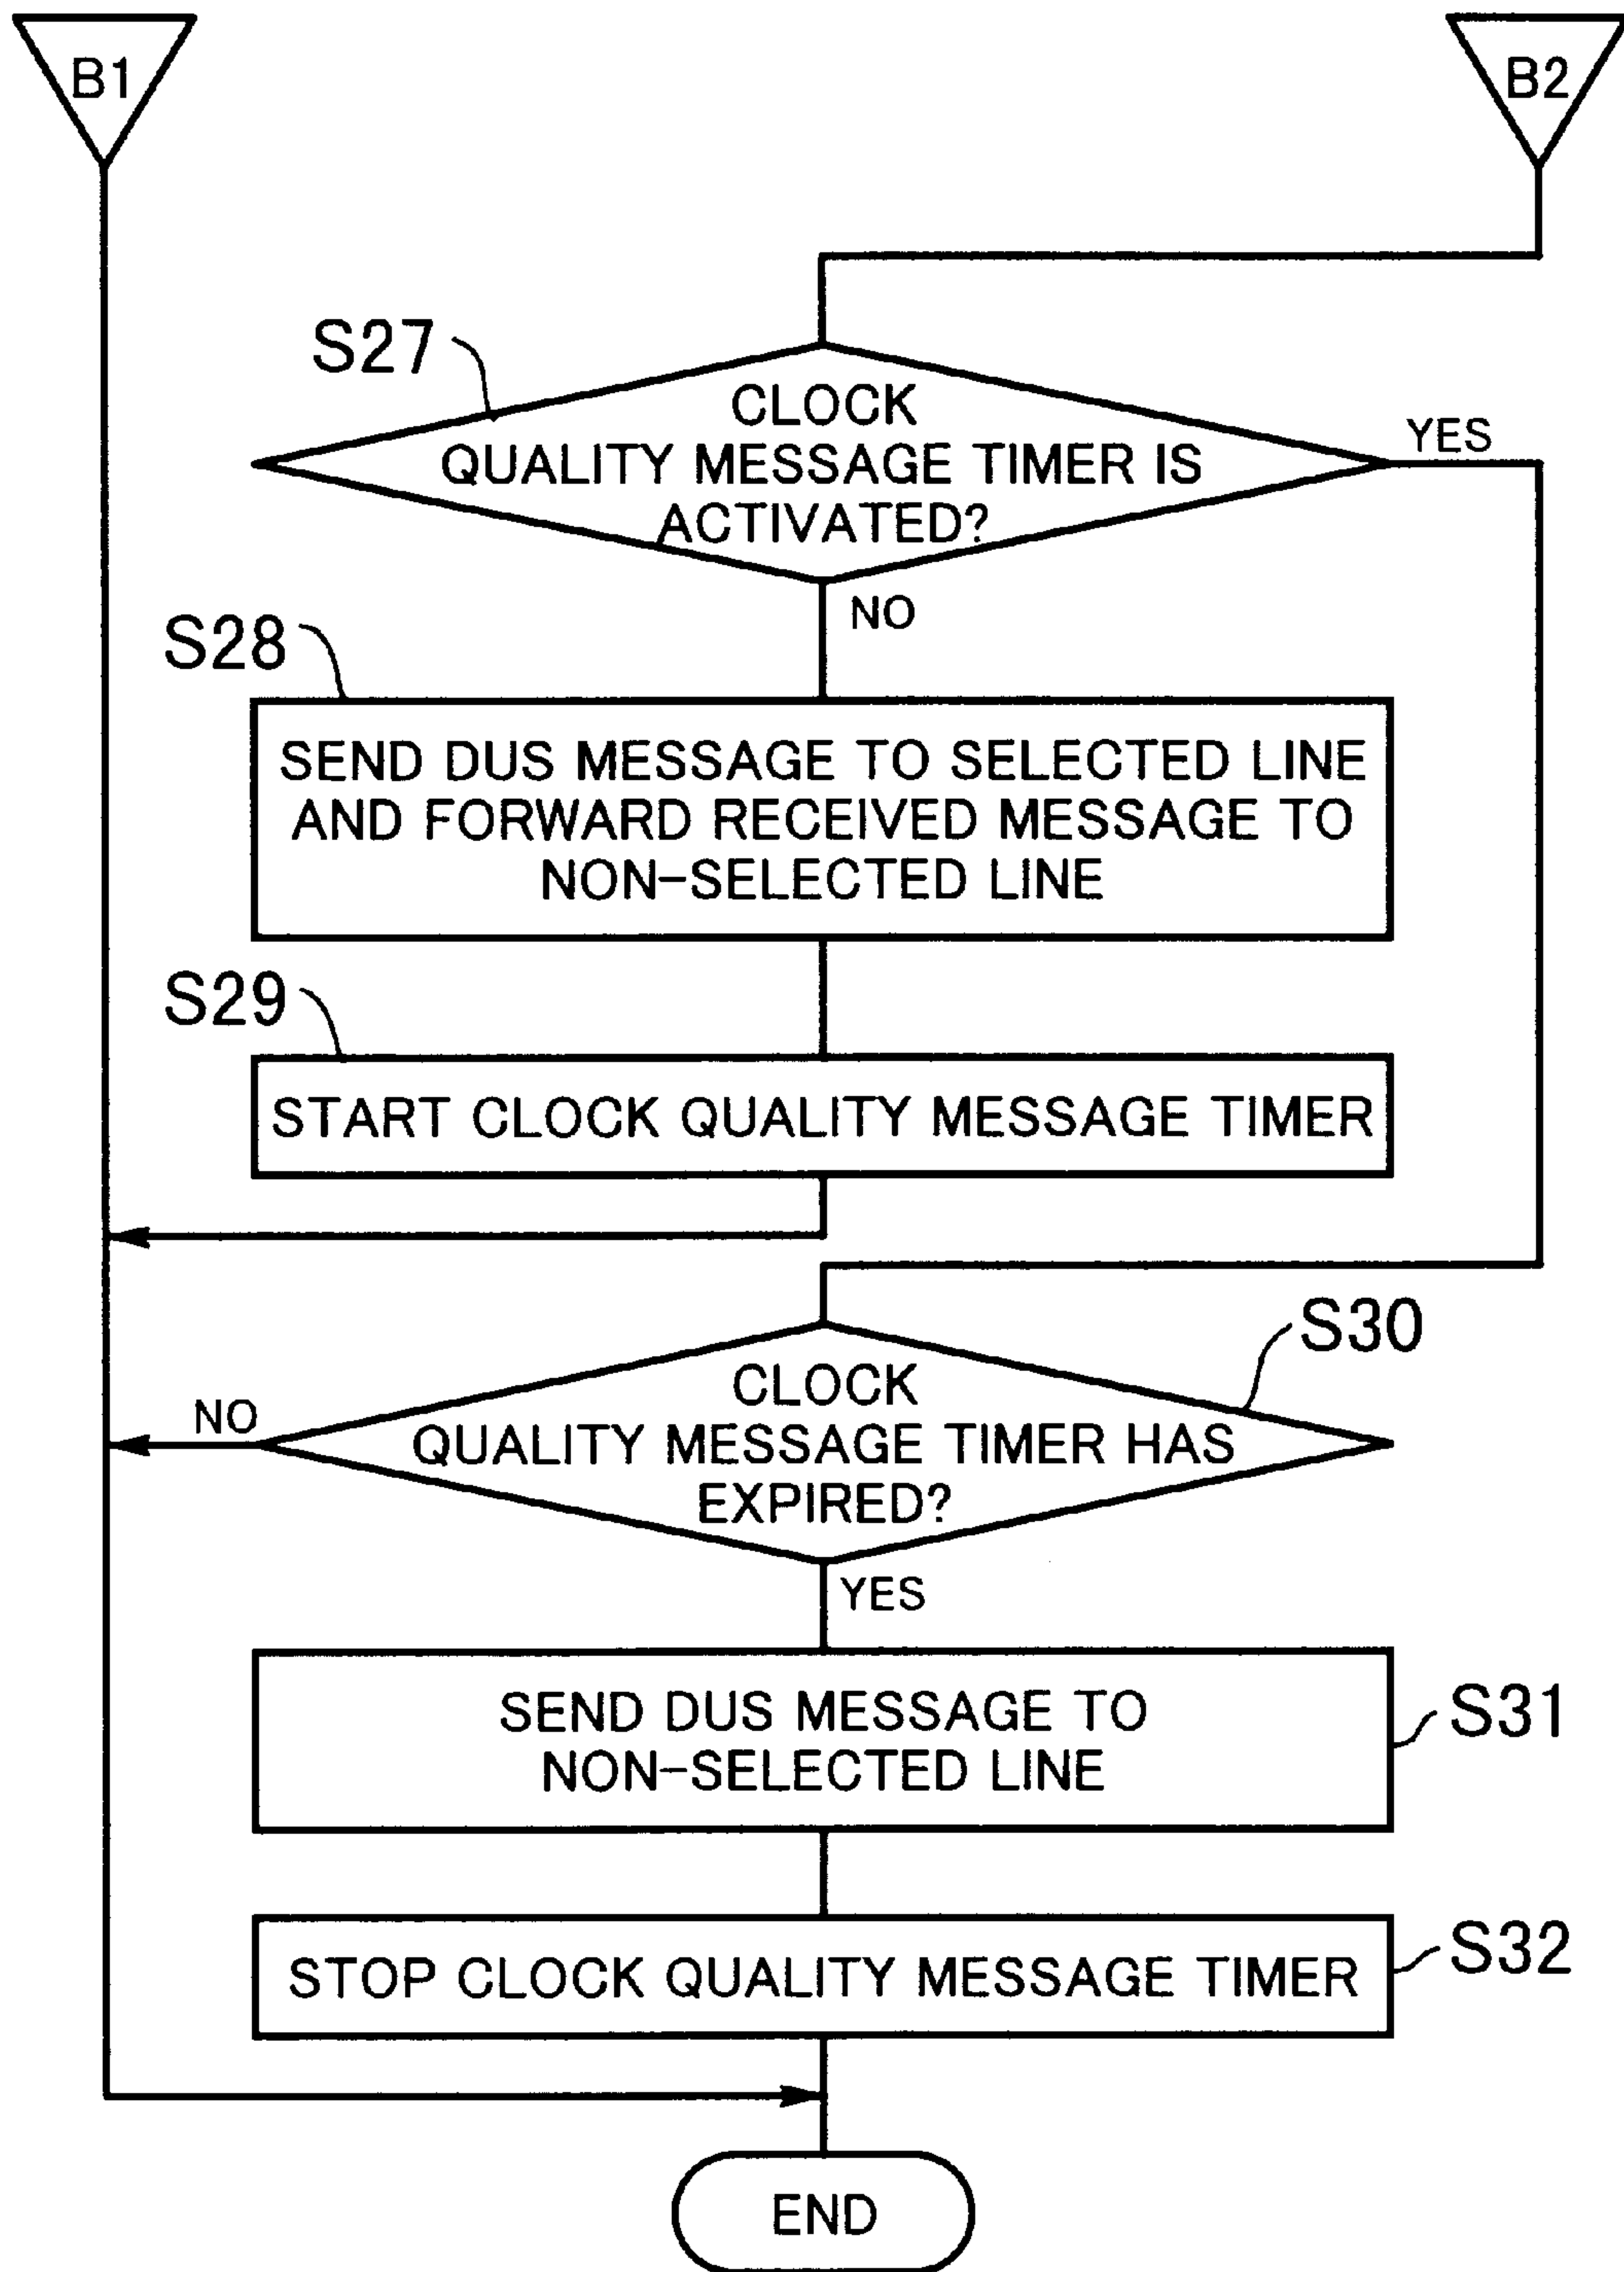 B1
B2
S27
CLOCK
QUALITY MESSAGE TIMER IS
ACTIVATED?
YES
NO
S28
SEND DUS MESSAGE TO SELECTED LINE
AND FORWARD RECEIVED MESSAGE TO
NON-SELECTED LINE
S29
START CLOCK QUALITY MESSAGE TIMER
S30
CLOCK
QUALITY MESSAGE TIMER HAS
EXPIRED?
NO
YES
SEND DUS MESSAGE TO
NON-SELECTED LINE
S31
STOP CLOCK QUALITY MESSAGE TIMER
S32
END